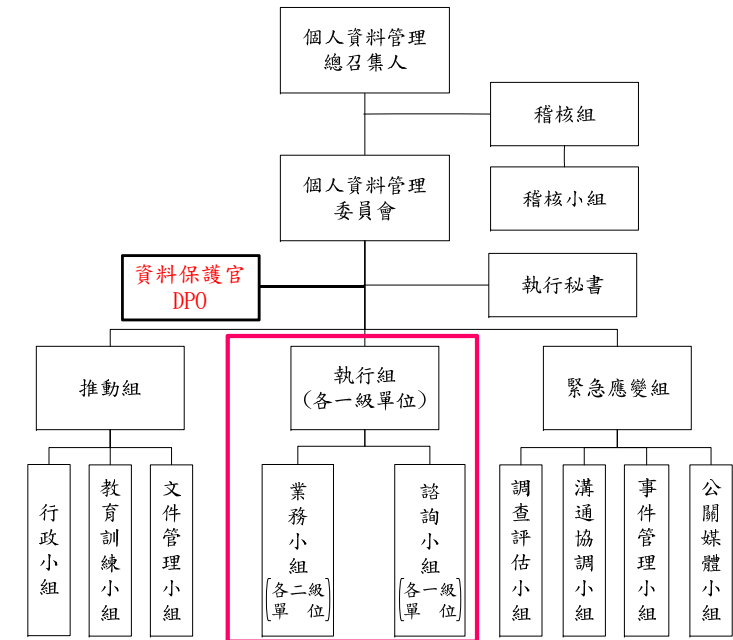 個人資料管理
總召集人
稽核組
個人資料管理
委員會
稽核小組
資料保護官
DPO
執行秘書
推動組
執行組
（各一級單位）
緊急應變組
行政小組
教育訓練小組
文件管理小組
業務小組
（各二級
單位）
諮詢小組
（各一級
單位）
調查評估小組
溝通協調小組
事件管理小組
公關媒體小組